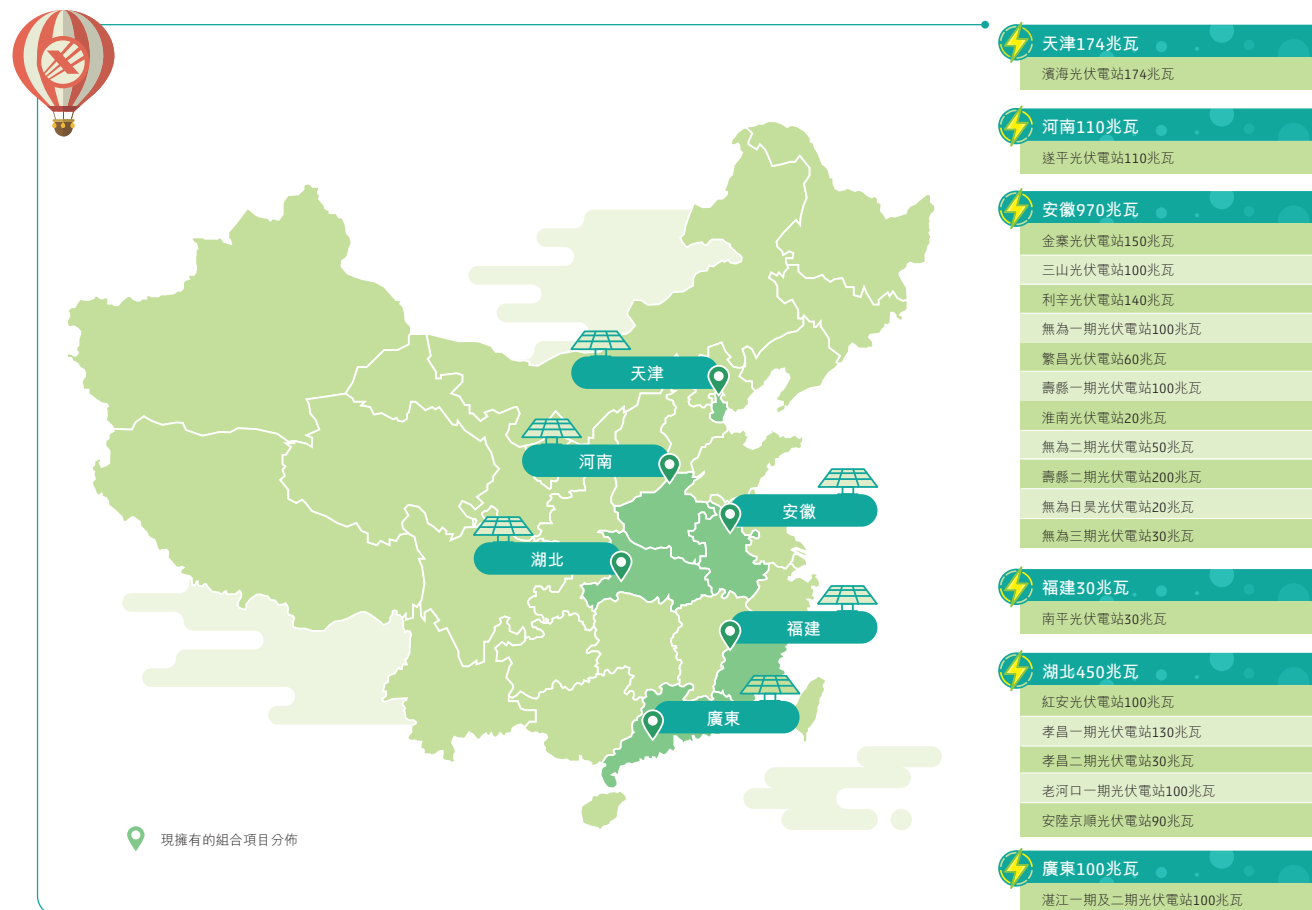 天津174兆瓦
濱海光伏電站174兆瓦
河南110兆瓦
遂平光伏電站110兆瓦
安徽970兆瓦
金寨光伏電站150兆瓦
三山光伏電站100兆瓦
利辛光伏電站140兆瓦
無為一期光伏電站100兆瓦
繁昌光伏電站60兆瓦
壽縣一期光伏電站100兆瓦
淮南光伏電站20兆瓦
無為二期光伏電站50兆瓦
壽縣二期光伏電站200兆瓦
無為日昊光伏電站20兆瓦
無為三期光伏電站30兆瓦
福建30兆瓦
南平光伏電站30兆瓦
湖北450兆瓦
紅安光伏電站100兆瓦
孝昌一期光伏電站130兆瓦
孝昌二期光伏電站30兆瓦
老河口一期光伏電站100兆瓦
安陸京順光伏電站90兆瓦
廣東100兆瓦
湛江一期及二期光伏電站100兆瓦
天津
河南
安徽
湖北
福建
廣東
現擁有的組合項目分佈